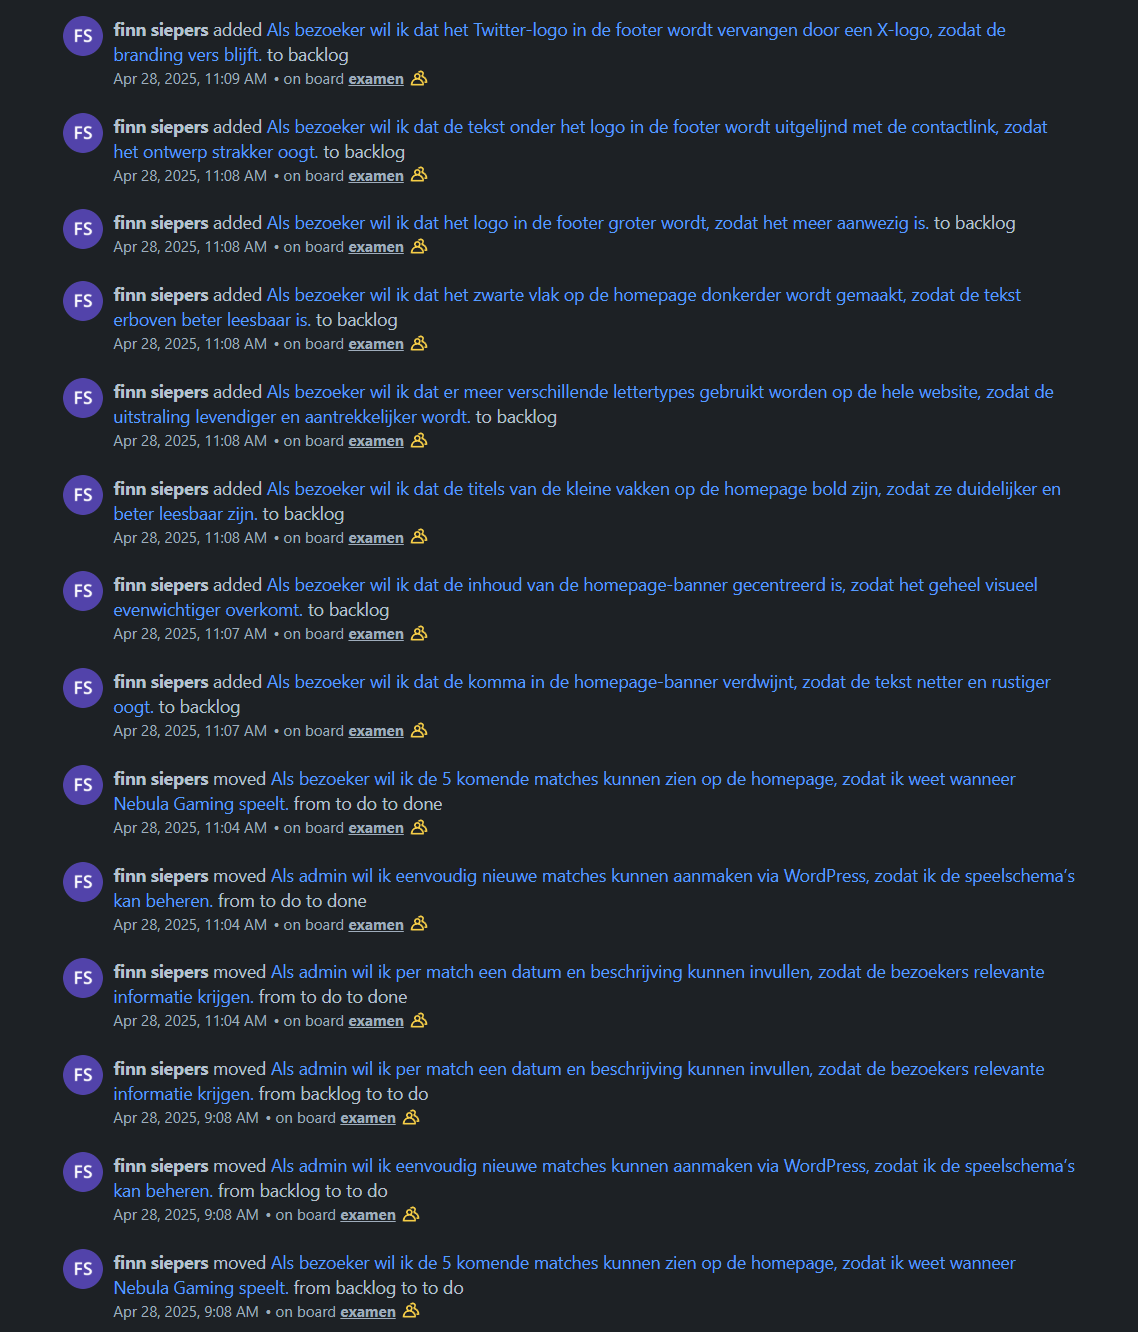 FS
finn siepers added Als bezoeker wil ik dat het Twitter-logo in de footer wordt vervangen door een X-logo, zodat de
branding vers blijft. to backlog
Apr 28, 2025, 11:09 AM • on board examen
FS
finn siepers added Als bezoeker wil ik dat de tekst onder het logo in de footer wordt uitgelijnd met de contactlink, zodat
het ontwerp strakker oogt. to backlog
Apr 28, 2025, 11:08 AM • on board examen
FS
finn siepers added Als bezoeker wil ik dat het logo in de footer groter wordt, zodat het meer aanwezig is. to backlog
Apr 28, 2025, 11:08 AM • on board examen
FS
finn siepers added Als bezoeker wil ik dat het zwarte vlak op de homepage donkerder wordt gemaakt, zodat de tekst
erboven beter leesbaar is. to backlog
Apr 28, 2025, 11:08 AM • on board examen
FS
finn siepers added Als bezoeker wil ik dat er meer verschillende lettertypes gebruikt worden op de hele website, zodat de
uitstraling levendiger en aantrekkelijker wordt. to backlog
Apr 28, 2025, 11:08 AM • on board examen
FS
finn siepers added Als bezoeker wil ik dat de titels van de kleine vakken op de homepage bold zijn, zodat ze duidelijker en
beter leesbaar zijn. to backlog
Apr 28, 2025, 11:08 AM • on board examen
FS
finn siepers added Als bezoeker wil ik dat de inhoud van de homepage-banner gecentreerd is, zodat het geheel visueel
evenwichtiger overkomt. to backlog
Apr 28, 2025, 11:07 AM • on board examen
FS
finn siepers added Als bezoeker wil ik dat de komma in de homepage-banner verdwijnt, zodat de tekst netter en rustiger
oogt. to backlog
Apr 28, 2025, 11:07 AM • on board examen
FS
finn siepers moved Als bezoeker wil ik de 5 komende matches kunnen zien op de homepage, zodat ik weet wanneer
Nebula Gaming speelt. from to do to done
Apr 28, 2025, 11:04 AM • on board examen
FS
finn siepers moved Als admin wil ik eenvoudig nieuwe matches kunnen aanmaken via WordPress, zodat ik de speelschema's
kan beheren. from to do to done
Apr 28, 2025, 11:04 AM • on board examen
FS
finn siepers moved Als admin wil ik per match een datum en beschrijving kunnen invullen, zodat de bezoekers relevante
informatie krijgen. from to do to done
Apr 28, 2025, 11:04 AM • on board examen
FS
finn siepers moved Als admin wil ik per match een datum en beschrijving kunnen invullen, zodat de bezoekers relevante
informatie krijgen. from backlog to to do
Apr 28, 2025, 9:08 AM • on board examen
FS
finn siepers moved Als admin wil ik eenvoudig nieuwe matches kunnen aanmaken via WordPress, zodat ik de speelschema's
kan beheren. from backlog to to do
Apr 28, 2025, 9:08 AM • on board examen
FS
finn siepers moved Als bezoeker wil ik de 5 komende matches kunnen zien op de homepage, zodat ik weet wanneer
Nebula Gaming speelt. from backlog to to do
Apr 28, 2025, 9:08 AM • on board examen